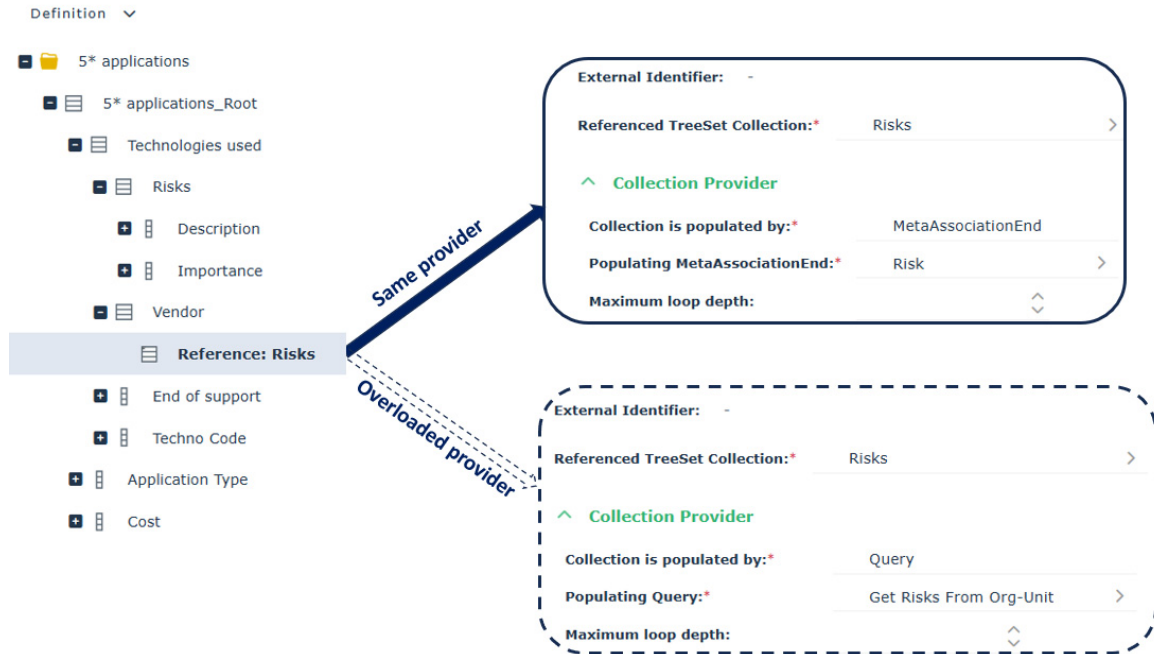 Definition
5* applications
5* applications_Root
Technologies used
Risks
Description
Importance
Vendor
Reference: Risks
End of support
Techno Code
Application Type
Cost
Same provider
Overloaded provider
External Identifier: -
Referenced TreeSet Collection:* Risks
Collection Provider
Collection is populated by:* MetaAssociationEnd
Populating MetaAssociationEnd:* Risk
Maximum loop depth:
External Identifier: -
Referenced TreeSet Collection:* Risks
Collection Provider
Collection is populated by:* Query
Populating Query:* Get Risks From Org-Unit
Maximum loop depth: